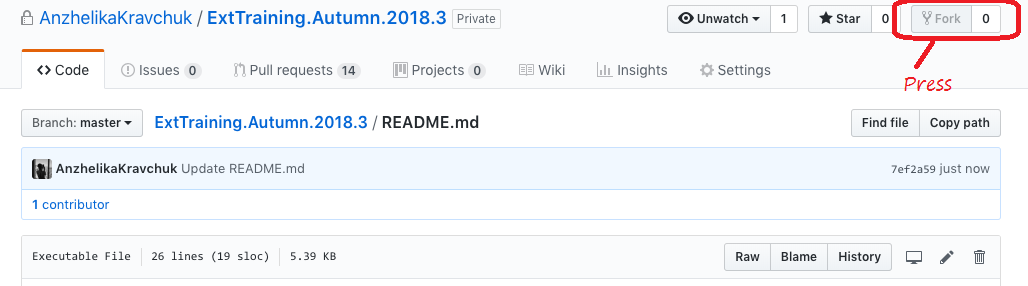 AnzhelikaKravchuk / ExtTraining.Autumn.2018.3 Private Unwatch 1 Star 0 Fork 0
Code Issues 0 Pull requests 14 Projects 0 Wiki Insights Settings
Press
Branch: master ExtTraining.Autumn.2018.3 / README.md Find file Copy path
AnzhelikaKravchuk Update README.md 7ef2a59 just now
1 contributor
Executable File 26 lines (19 sloc) 5.39 KB Raw Blame History